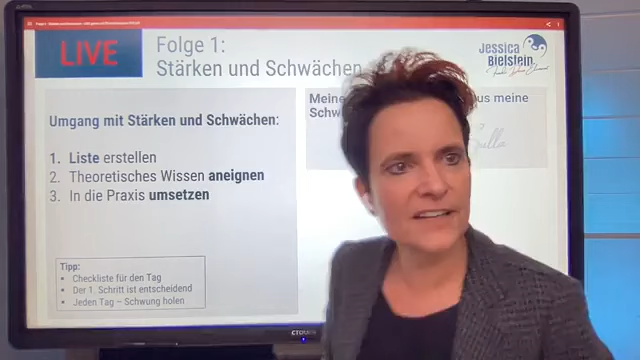 LIVE
Folge 1:
Stärken und Schwächen
Jessica
Bielstein
Umgang mit Stärken und Schwächen:
1. Liste erstellen
2. Theoretisches Wissen aneignen
3. In die Praxis umsetzen
Meine
us meine
Schw
Tipp:
• Checkliste für den Tag
• Der 1. Schritt ist entscheidend
• Jeden Tag – Schwung holen